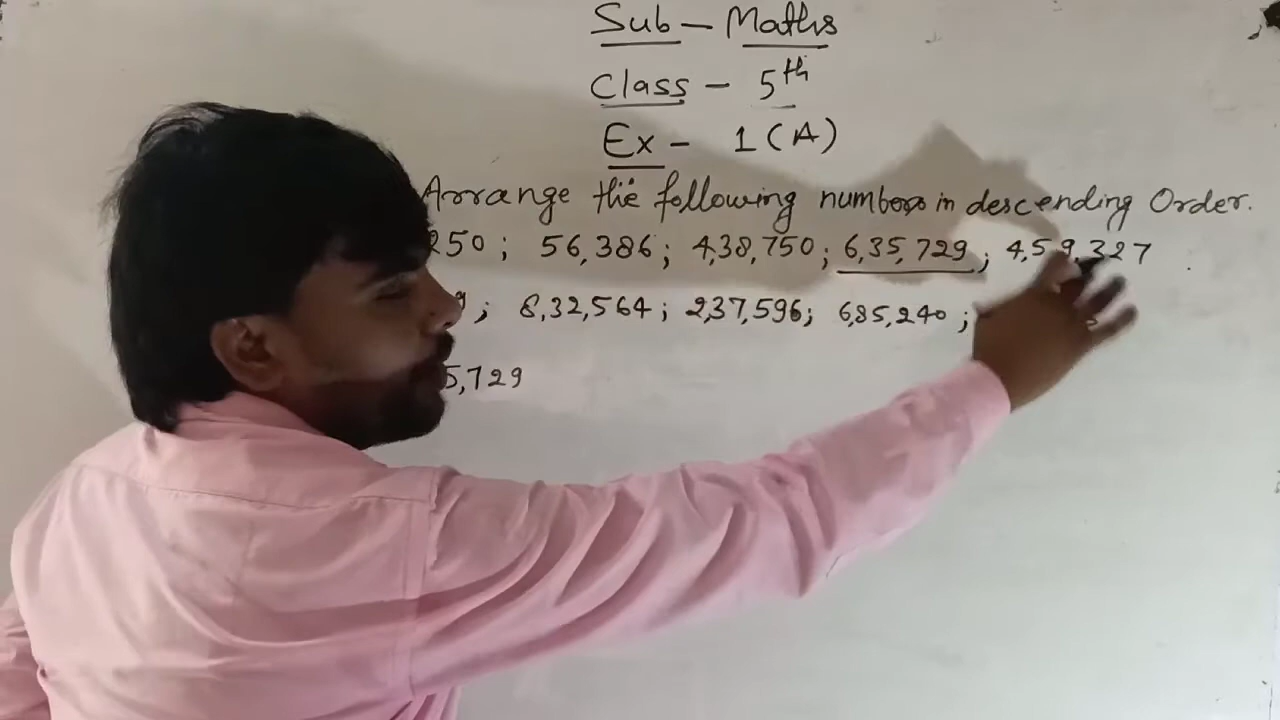 Sub - Maths
Class - 5th
Ex - 1 (A)
Arrange the following numbers in descending Order.
250 ; 56,386 ; 4,38,750 ; 6,35,729 ; 4,59,327
9 ; 8,32,564 ; 2,37,596 ; 6,85,240 ;
5,729